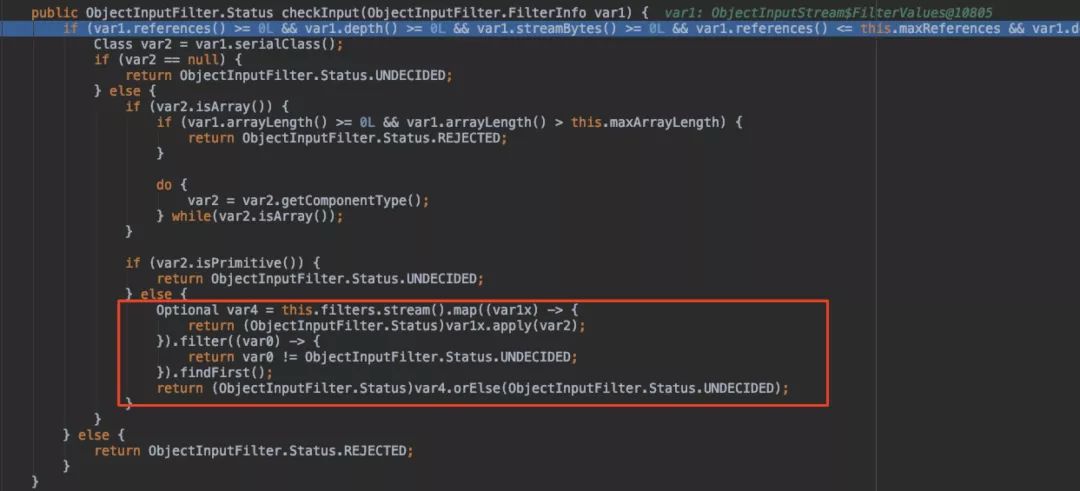 public ObjectInputFilter.Status checkInput(ObjectInputFilter.FilterInfo var1) {  var1: ObjectInputStream$FilterValues@10805
    if (var1.references() >= 0L && var1.depth() >= 0L && var1.streamBytes() >= 0L && var1.references() <= this.maxReferences && var1.d
        Class var2 = var1.serialClass();
        if (var2 == null) {
            return ObjectInputFilter.Status.UNDECIDED;
        } else {
            if (var2.isArray()) {
                if (var1.arrayLength() >= 0L && var1.arrayLength() > this.maxArrayLength) {
                    return ObjectInputFilter.Status.REJECTED;
                }

                do {
                    var2 = var2.getComponentType();
                } while(var2.isArray());
            }

            if (var2.isPrimitive()) {
                return ObjectInputFilter.Status.UNDECIDED;
            } else {
                Optional var4 = this.filters.stream().map((var1x) -> {
                    return (ObjectInputFilter.Status)var1x.apply(var2);
                }).filter((var0) -> {
                    return var0 != ObjectInputFilter.Status.UNDECIDED;
                }).findFirst();
                return (ObjectInputFilter.Status)var4.orElse(ObjectInputFilter.Status.UNDECIDED);
            }
        }
    } else {
        return ObjectInputFilter.Status.REJECTED;
    }
}